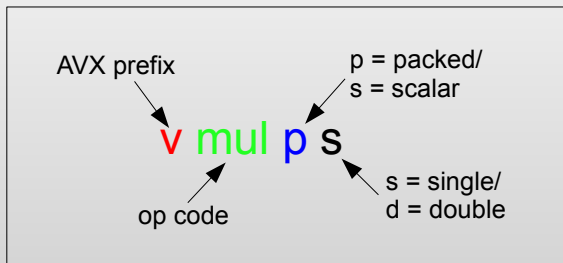 AVX prefix
p = packed/
s = scalar
v mul p s
op code
s = single/
d = double